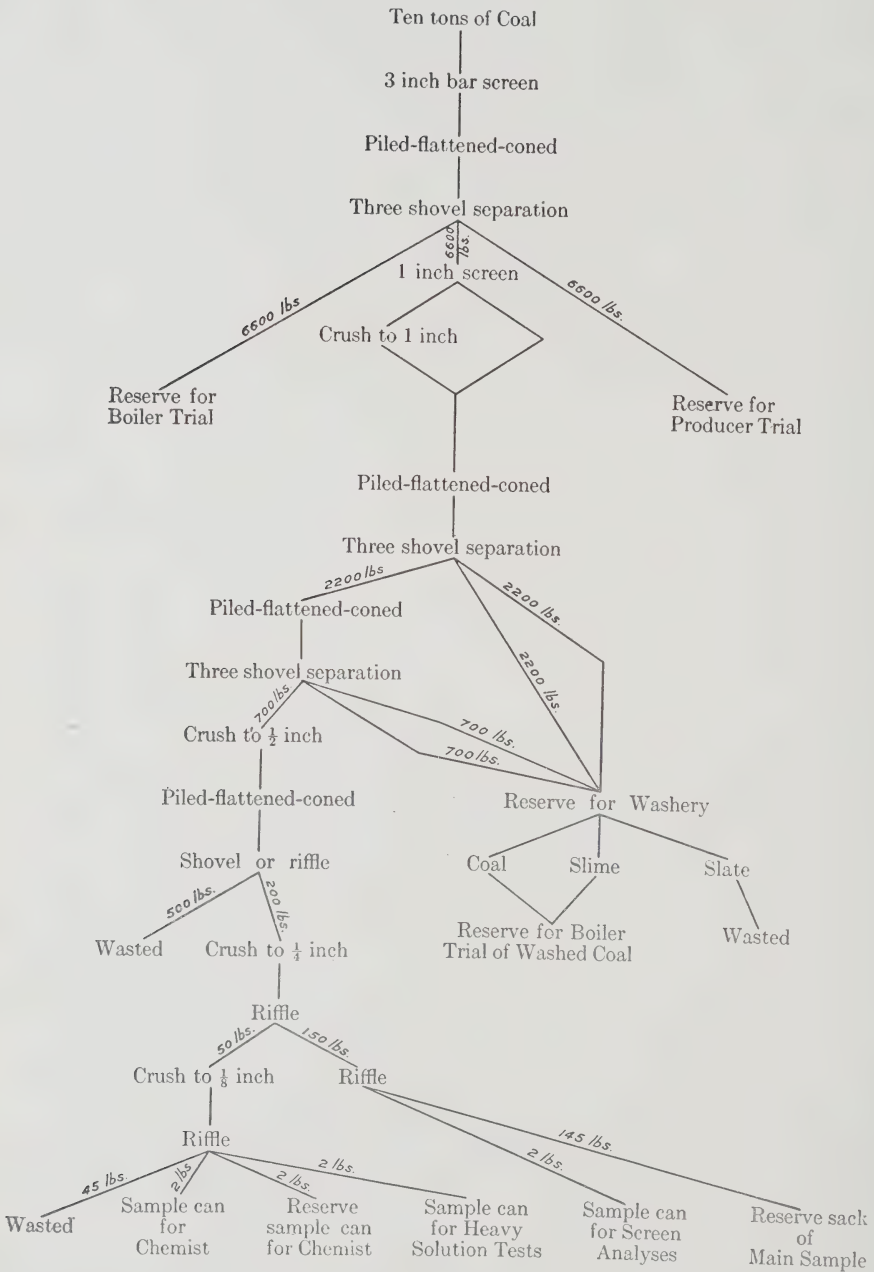 Ten tons of Coal
3 inch bar screen
Piled-flattened-coned
Three shovel separation
6600 lbs
6600
lbs.
6600 lbs.
1 inch screen
Crush to 1 inch
Reserve for
Boiler Trial
Reserve for
Producer Trial
Piled-flattened-coned
Three shovel separation
2200 lbs
2200 lbs.
2200 lbs.
Piled-flattened-coned
Three shovel separation
700 lbs
700 lbs.
700 lbs.
Crush to ½ inch
Piled-flattened-coned
Reserve for Washery
Shovel or riffle
Coal
Slime
Slate
500 lbs.
200 lbs.
Wasted
Crush to ¼ inch
Reserve for Boiler
Trial of Washed Coal
Wasted
Riffle
50 lbs.
150 lbs.
Crush to ⅛ inch
Riffle
Riffle
45 lbs.
2 lbs
2 lbs.
2 lbs.
2 lbs.
145 lbs.
Wasted
Sample can
for
Chemist
Reserve
sample can
for Chemist
Sample can
for Heavy
Solution Tests
Sample can
for Screen
Analyses
Reserve sack
of
Main Sample